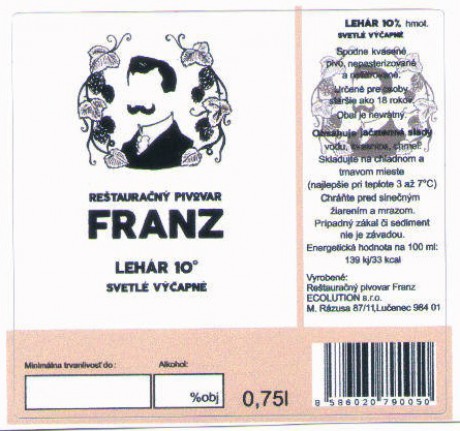 REŠTAURAČNÝ PIVOVAR
FRANZ
LEHÁR 10°
SVETLÉ VÝČAPNÉ
LEHÁR 10% hmot.
SVETLÉ VÝČAPNÉ
Spodne kvasené
pivo, nepasterizované
a nefiltrované.
Určené pre osoby
staršie ako 18 rokov.
Obal je nevratný.
Obsahuje jačmenné slady
vodu, kvasnice, chmeľ.
Skladujte na chladnom a
tmavom mieste
(najlepšie pri teplote 3 až 7°C)
Chráňte pred slnečným
žiarením a mrazom.
Prípadný zákal či sediment
nie je závadou.
Energetická hodnota na 100 ml:
139 kj/33 kcal
Vyrobené:
Reštauračný pivovar Franz
ECOLUTION s.r.o.
M. Rázusa 87/11,Lučenec 984 01
Minimálna trvanlivosť do:
Alkohol:
%obj
0,75l
8 586020 790050